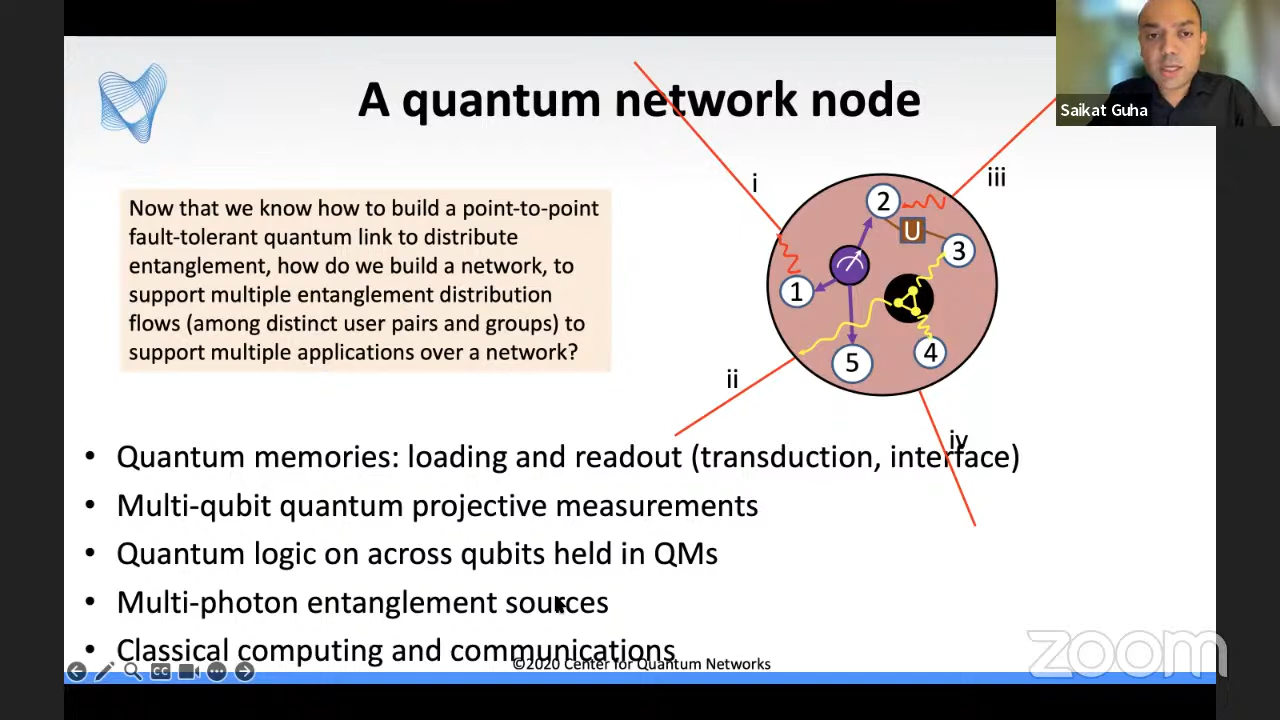 A quantum network node
Saikat Guha
Now that we know how to build a point-to-point
fault-tolerant quantum link to distribute
entanglement, how do we build a network, to
support multiple entanglement distribution
flows (among distinct user pairs and groups) to
support multiple applications over a network?
i
iii
2
U
3
1
5
4
ii
iv
• Quantum memories: loading and readout (transduction, interface)
• Multi-qubit quantum projective measurements
• Quantum logic on across qubits held in QMs
• Multi-photon entanglement sources
• Classical computing and communications
©2020 Center for Quantum Networks
CC
zoom